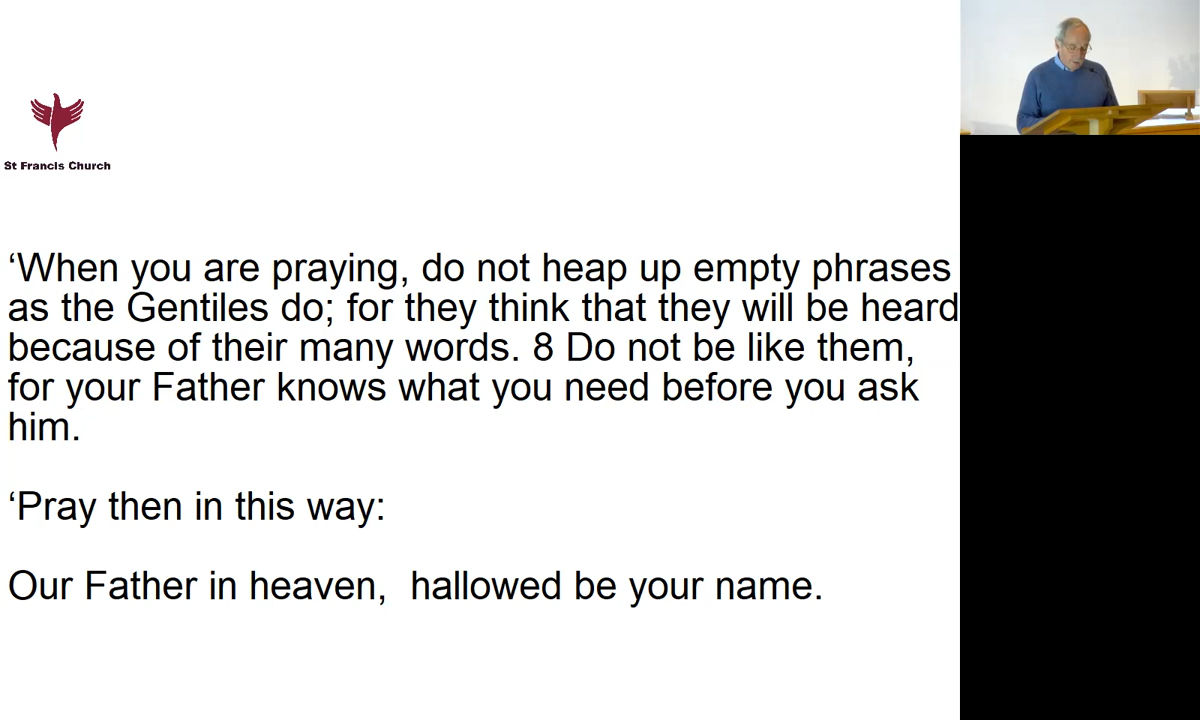 St Francis Church
‘When you are praying, do not heap up empty phrases
as the Gentiles do; for they think that they will be heard
because of their many words. 8 Do not be like them,
for your Father knows what you need before you ask
him.
‘Pray then in this way:
Our Father in heaven,  hallowed be your name.